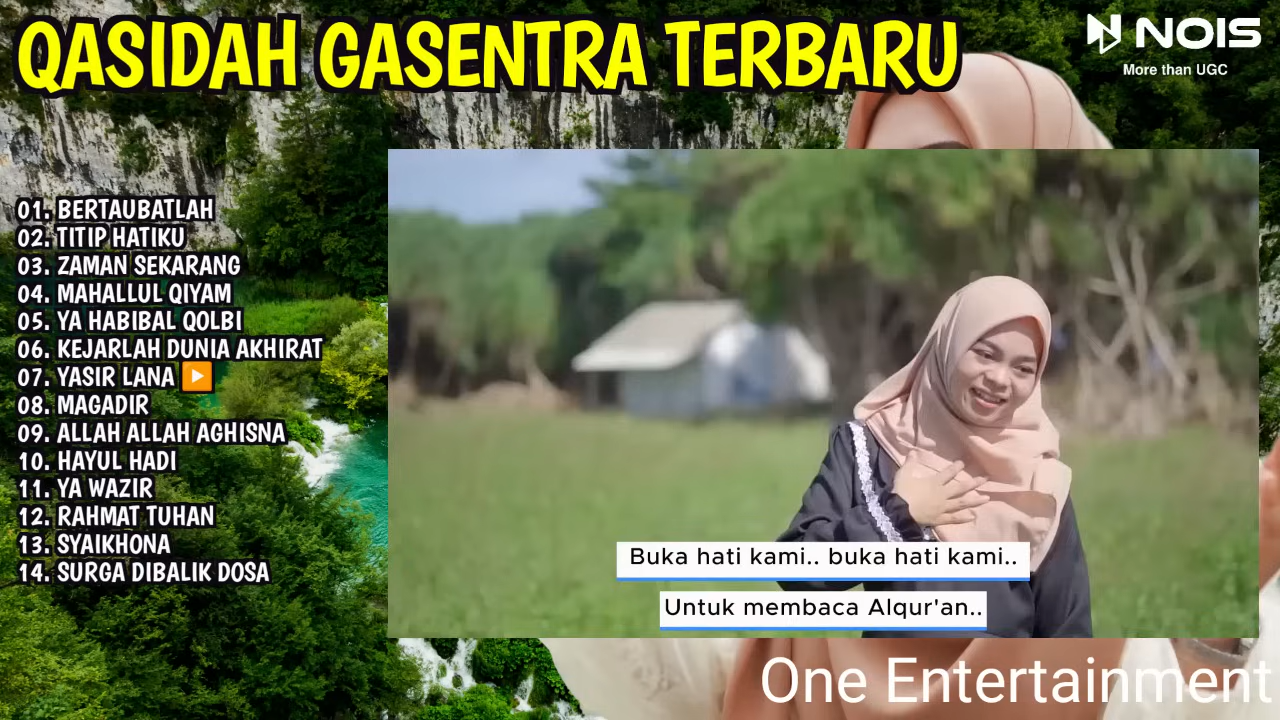 QASIDAH GASENTRA TERBARU
NOIS
More than UGC
01. BERTAUBATLAH
02. TITIP HATIKU
03. ZAMAN SEKARANG
04. MAHALLUL QIYAM
05. YA HABIBAL QOLBI
06. KEJARLAH DUNIA AKHIRAT
07. YASIR LANA
08. MAGADIR
09. ALLAH ALLAH AGHISNA
10. HAYUL HADI
11. YA WAZIR
12. RAHMAT TUHAN
13. SYAIKHONA
14. SURGA DIBALIK DOSA
Buka hati kami.. buka hati kami..
Untuk membaca Alqur'an..
One Entertainment